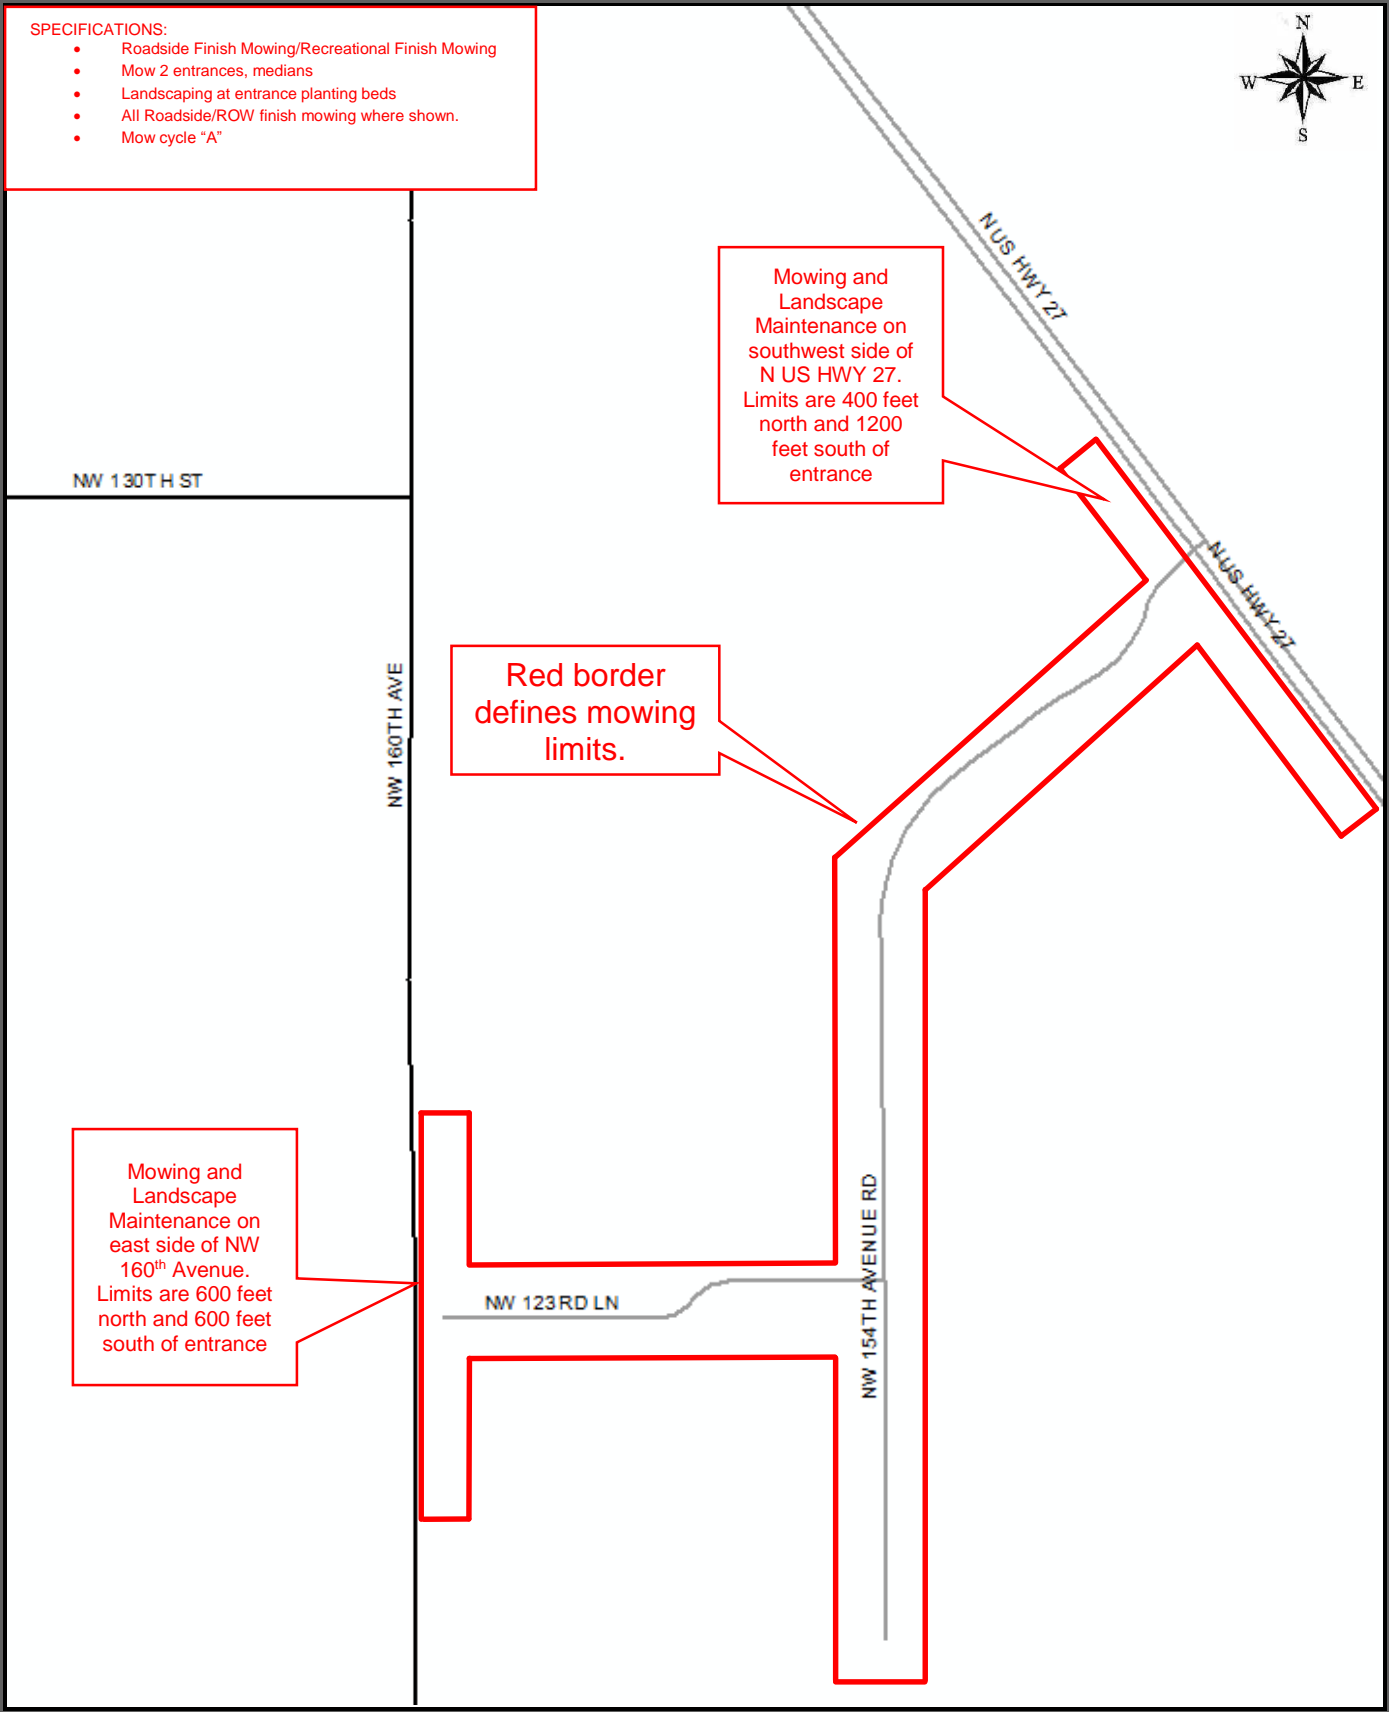 SPECIFICATIONS:
• Roadside Finish Mowing/Recreational Finish Mowing
• Mow 2 entrances, medians
• Landscaping at entrance planting beds
• All Roadside/ROW finish mowing where shown.
• Mow cycle “A”
N
W E
S
N US HWY 27
Mowing and
Landscape
Maintenance on
southwest side of
N US HWY 27.
Limits are 400 feet
north and 1200
feet south of
entrance
NW 130TH ST
N US HWY 27
Red border
defines mowing
limits.
NW 160TH AVE
Mowing and
Landscape
Maintenance on
east side of NW
160th Avenue.
Limits are 600 feet
north and 600 feet
south of entrance
NW 123RD LN
NW 154TH AVENUE RD